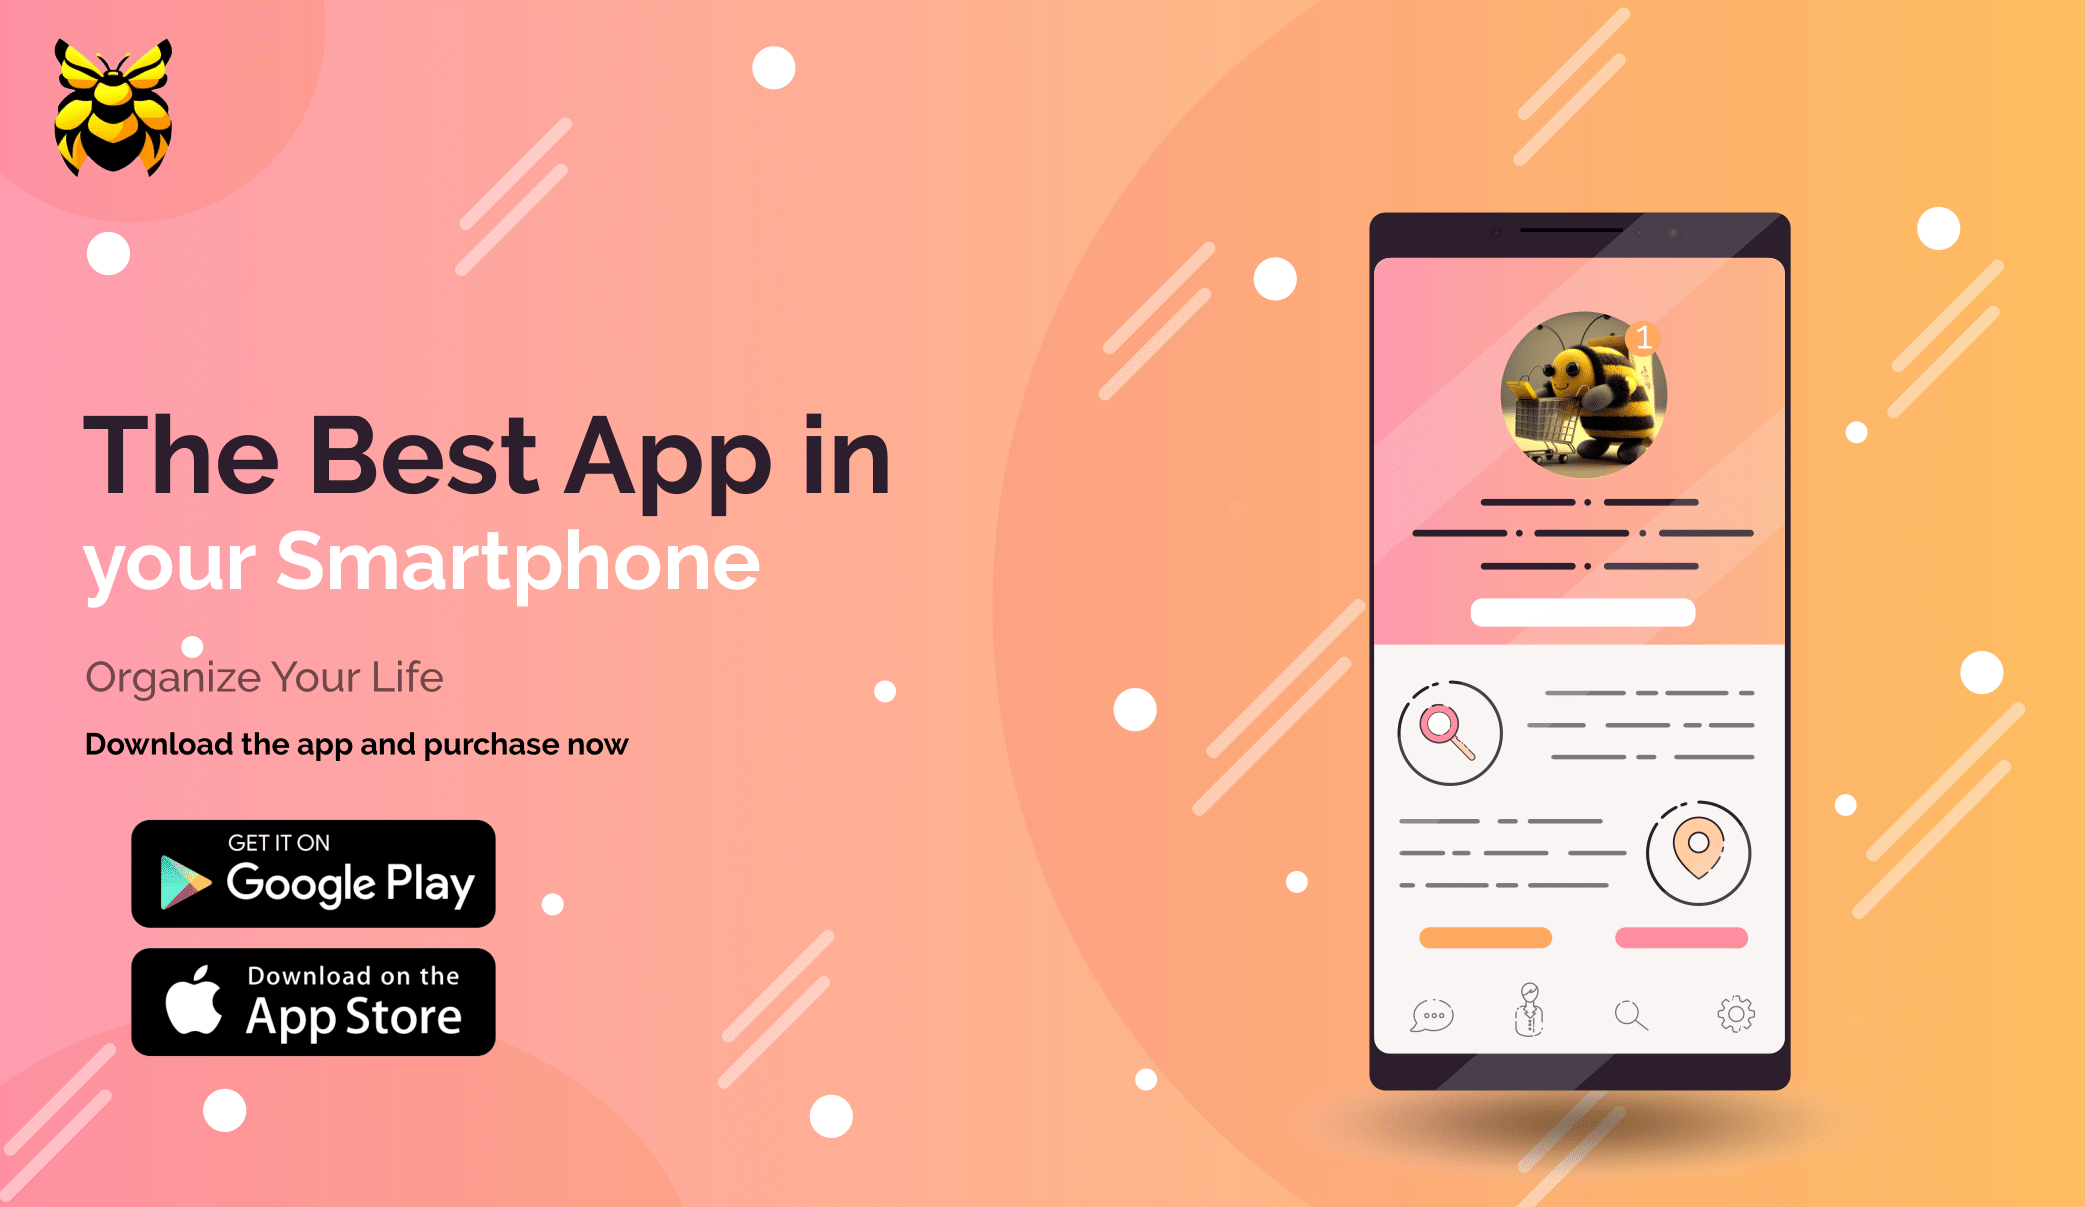 The Best App in
your Smartphone
Organize Your Life
Download the app and purchase now
GET IT ON
Google Play
Download on the
App Store
1